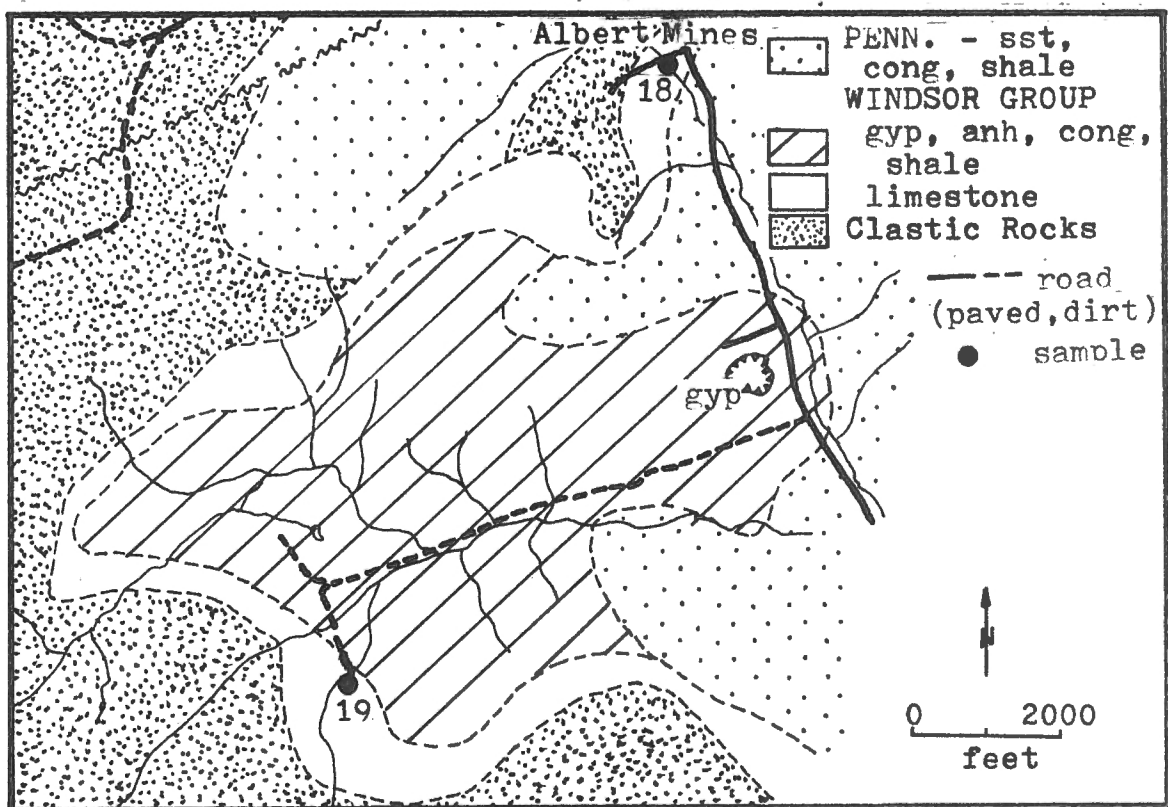 Albert Mines
18
PENN. - sst,
cong, shale
WINDSOR GROUP
gyp, anh, cong,
shale
limestone
Clastic Rocks
road
(paved, dirt)
sample
gyp
19
N
0 2000
feet